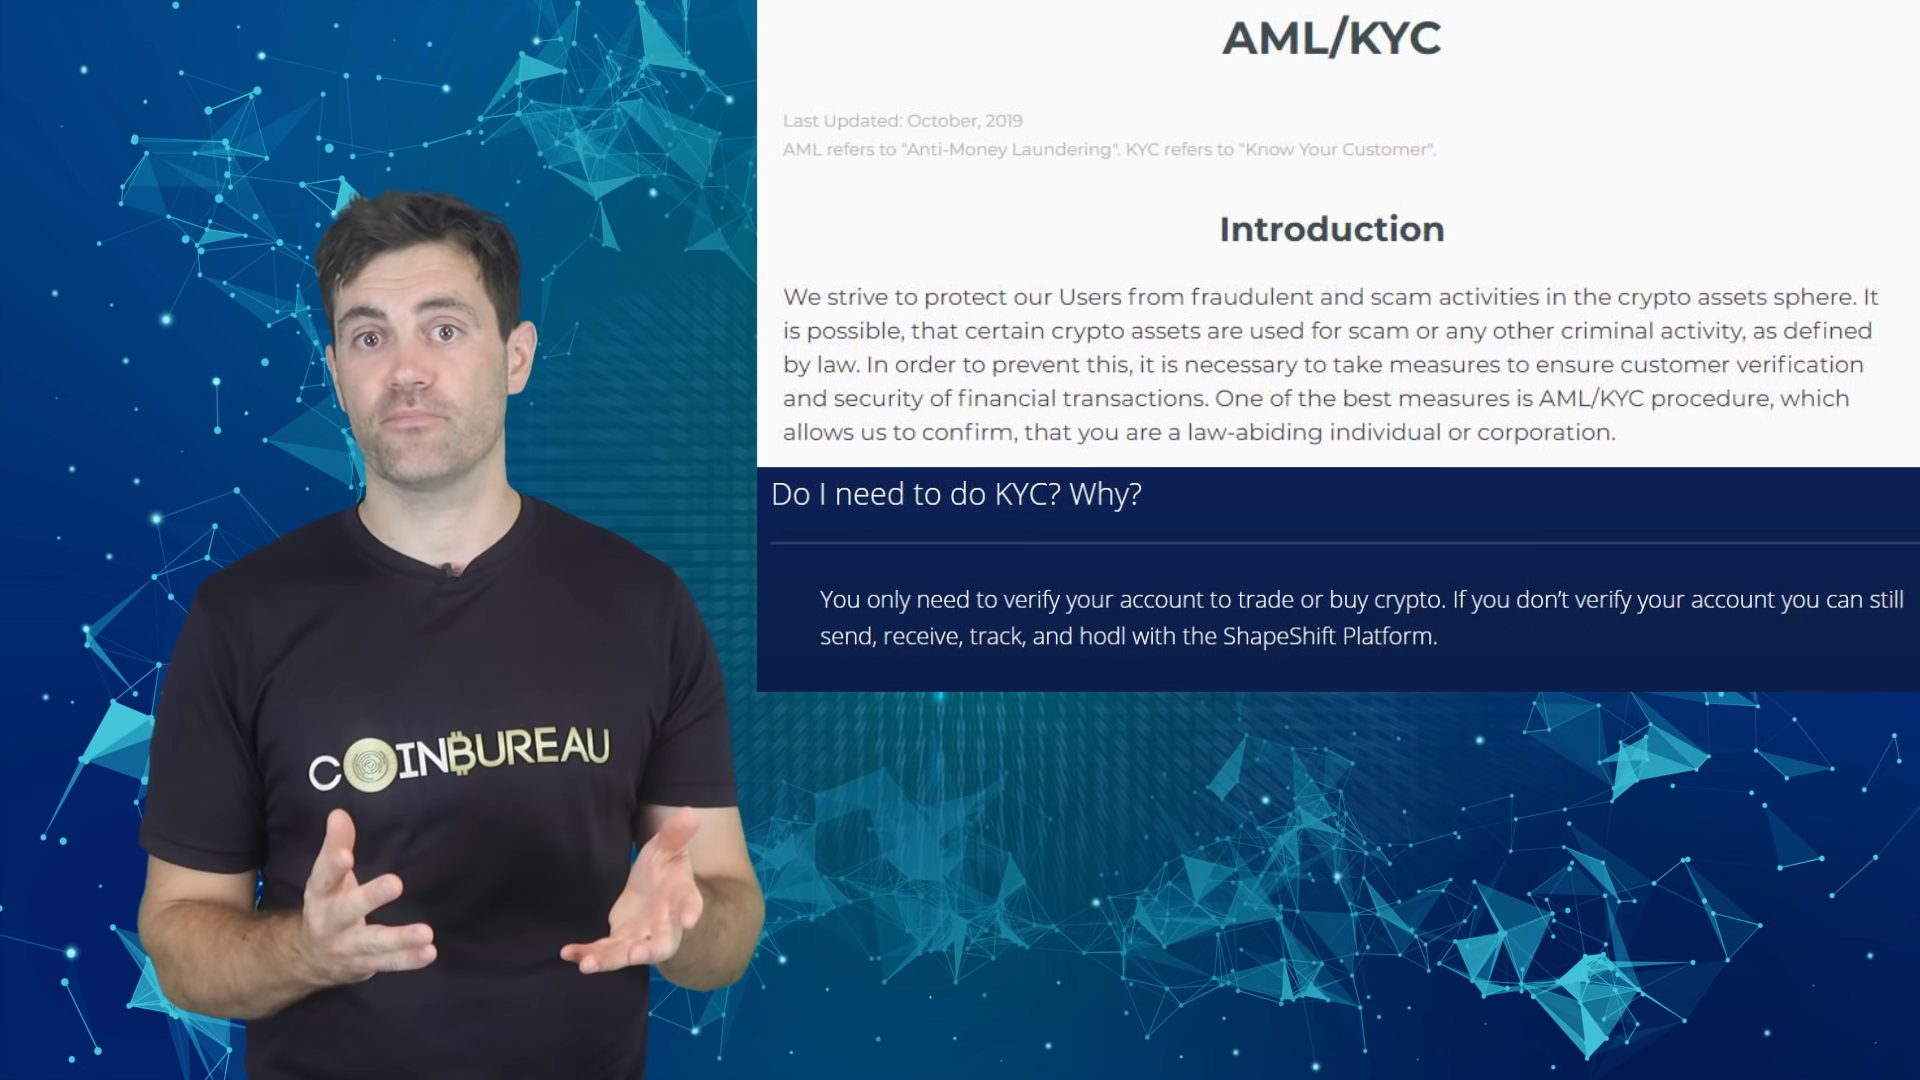 AML/KYC
Last Updated: October, 2019
AML refers to "Anti-Money Laundering". KYC refers to "Know Your Customer".
Introduction
We strive to protect our Users from fraudulent and scam activities in the crypto assets sphere. It
is possible, that certain crypto assets are used for scam or any other criminal activity, as defined
by law. In order to prevent this, it is necessary to take measures to ensure customer verification
and security of financial transactions. One of the best measures is AML/KYC procedure, which
allows us to confirm, that you are a law-abiding individual or corporation.
Do I need to do KYC? Why?
You only need to verify your account to trade or buy crypto. If you don’t verify your account you can still
send, receive, track, and hodl with the ShapeShift Platform.
COINBUREAU